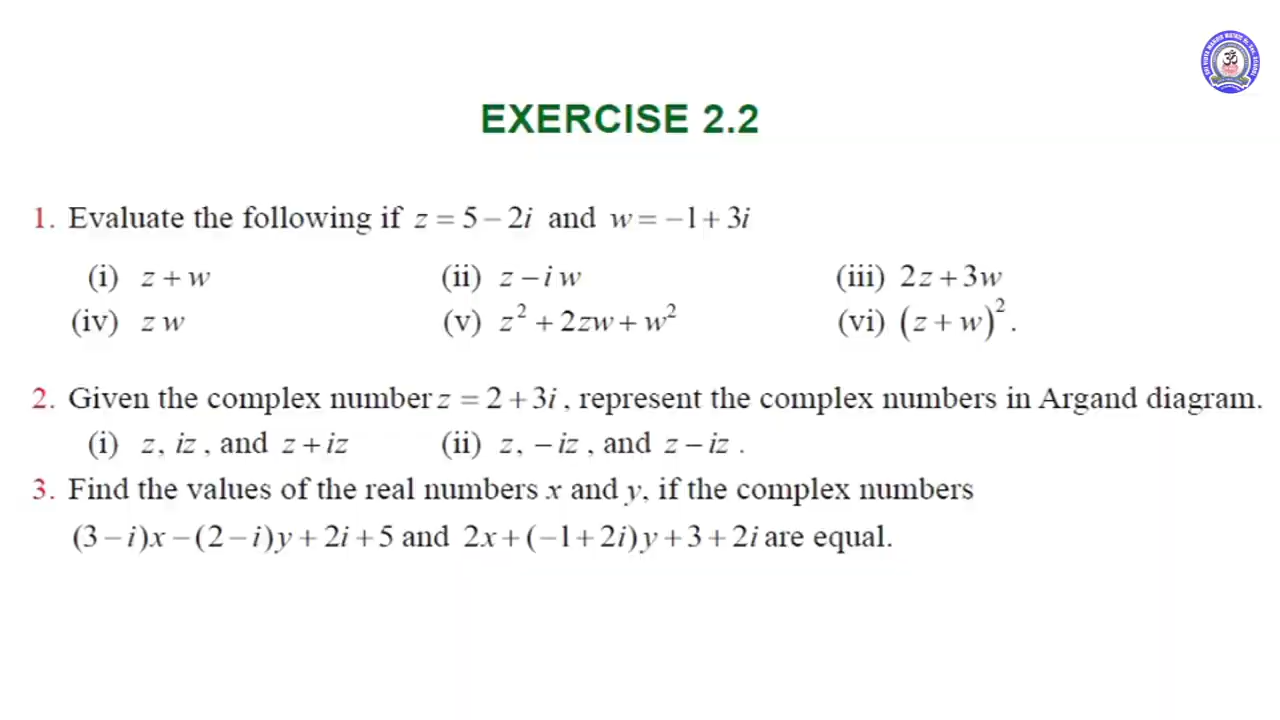 EXERCISE 2.2
1. Evaluate the following if z = 5 − 2i and w = −1 + 3i
(i) z + w (ii) z − i w (iii) 2z + 3w
(iv) z w (v) z² + 2zw + w² (vi) (z + w)².
2. Given the complex number z = 2 + 3i , represent the complex numbers in Argand diagram.
(i) z, iz , and z + iz (ii) z, − iz , and z − iz .
3. Find the values of the real numbers x and y, if the complex numbers
(3 − i)x − (2 − i)y + 2i + 5 and 2x + (−1 + 2i)y + 3 + 2i are equal.